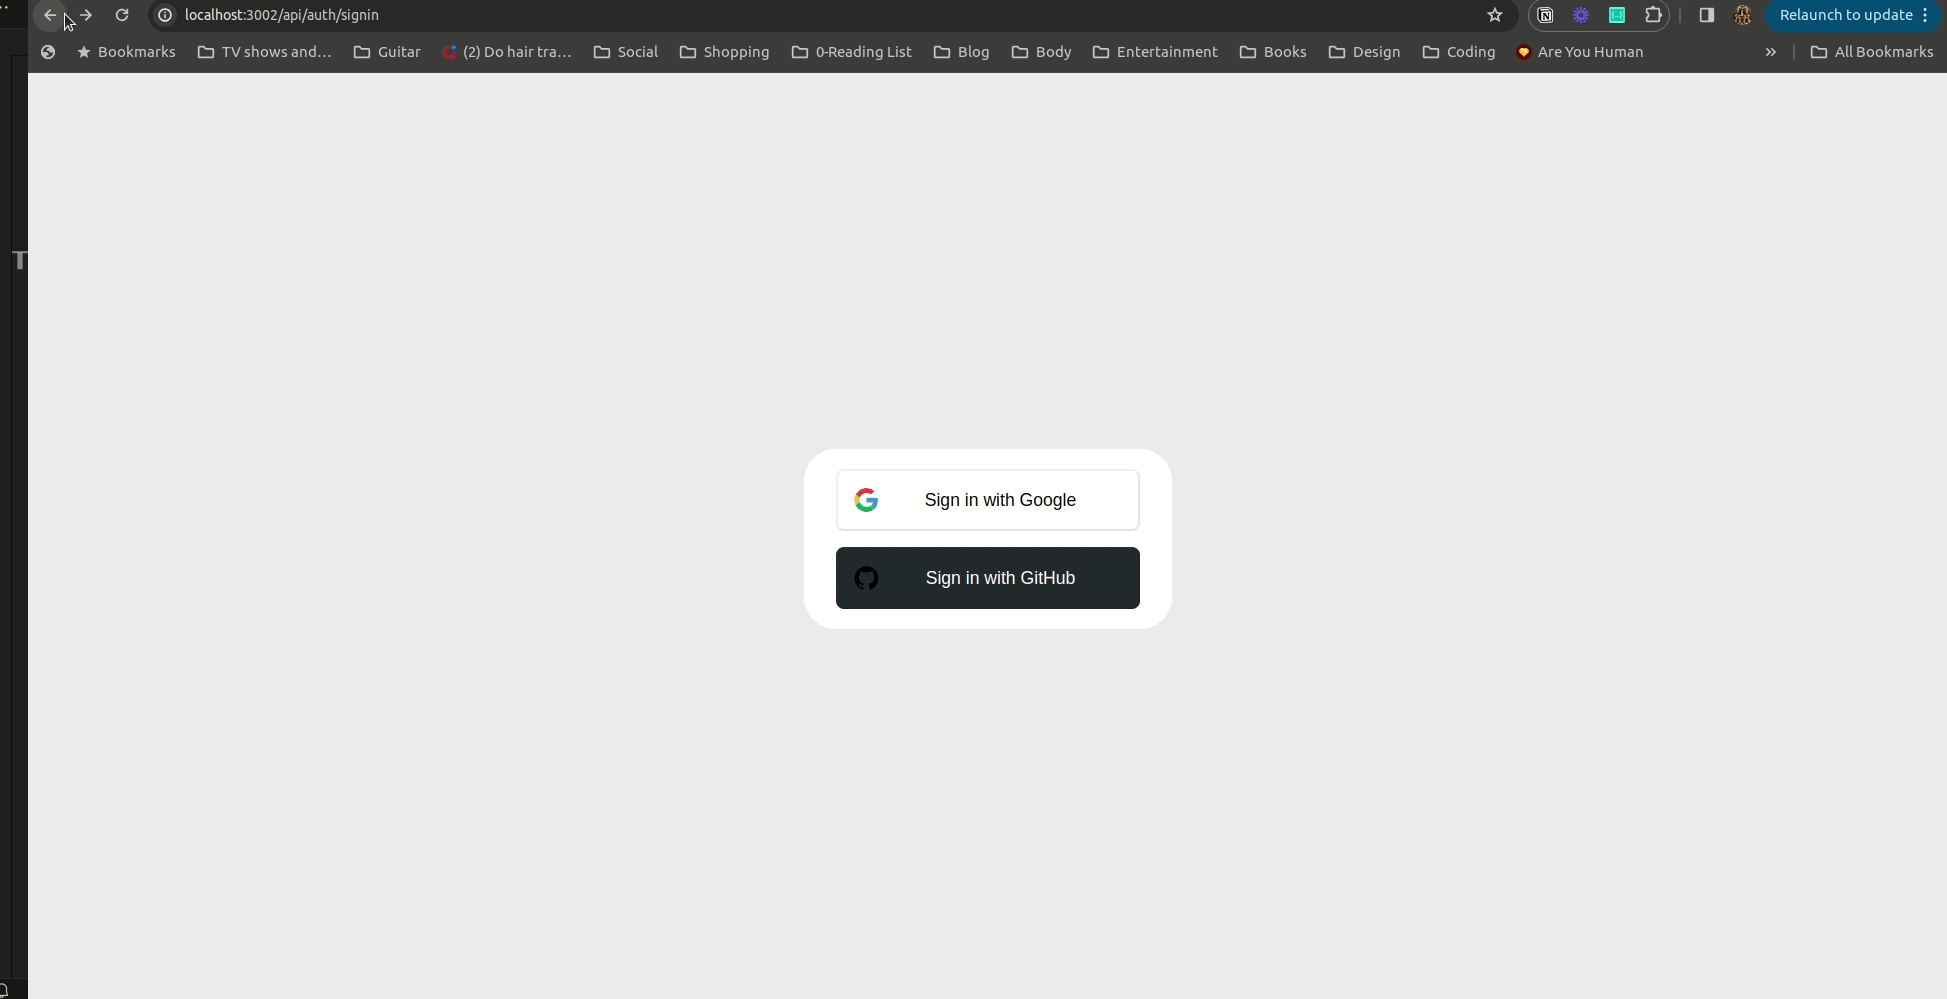 localhost:3002/api/auth/signin
Relaunch to update
Bookmarks TV shows and... Guitar (2) Do hair tra... Social Shopping 0-Reading List Blog Body Entertainment Books Design Coding Are You Human » All Bookmarks
T
Sign in with Google
Sign in with GitHub